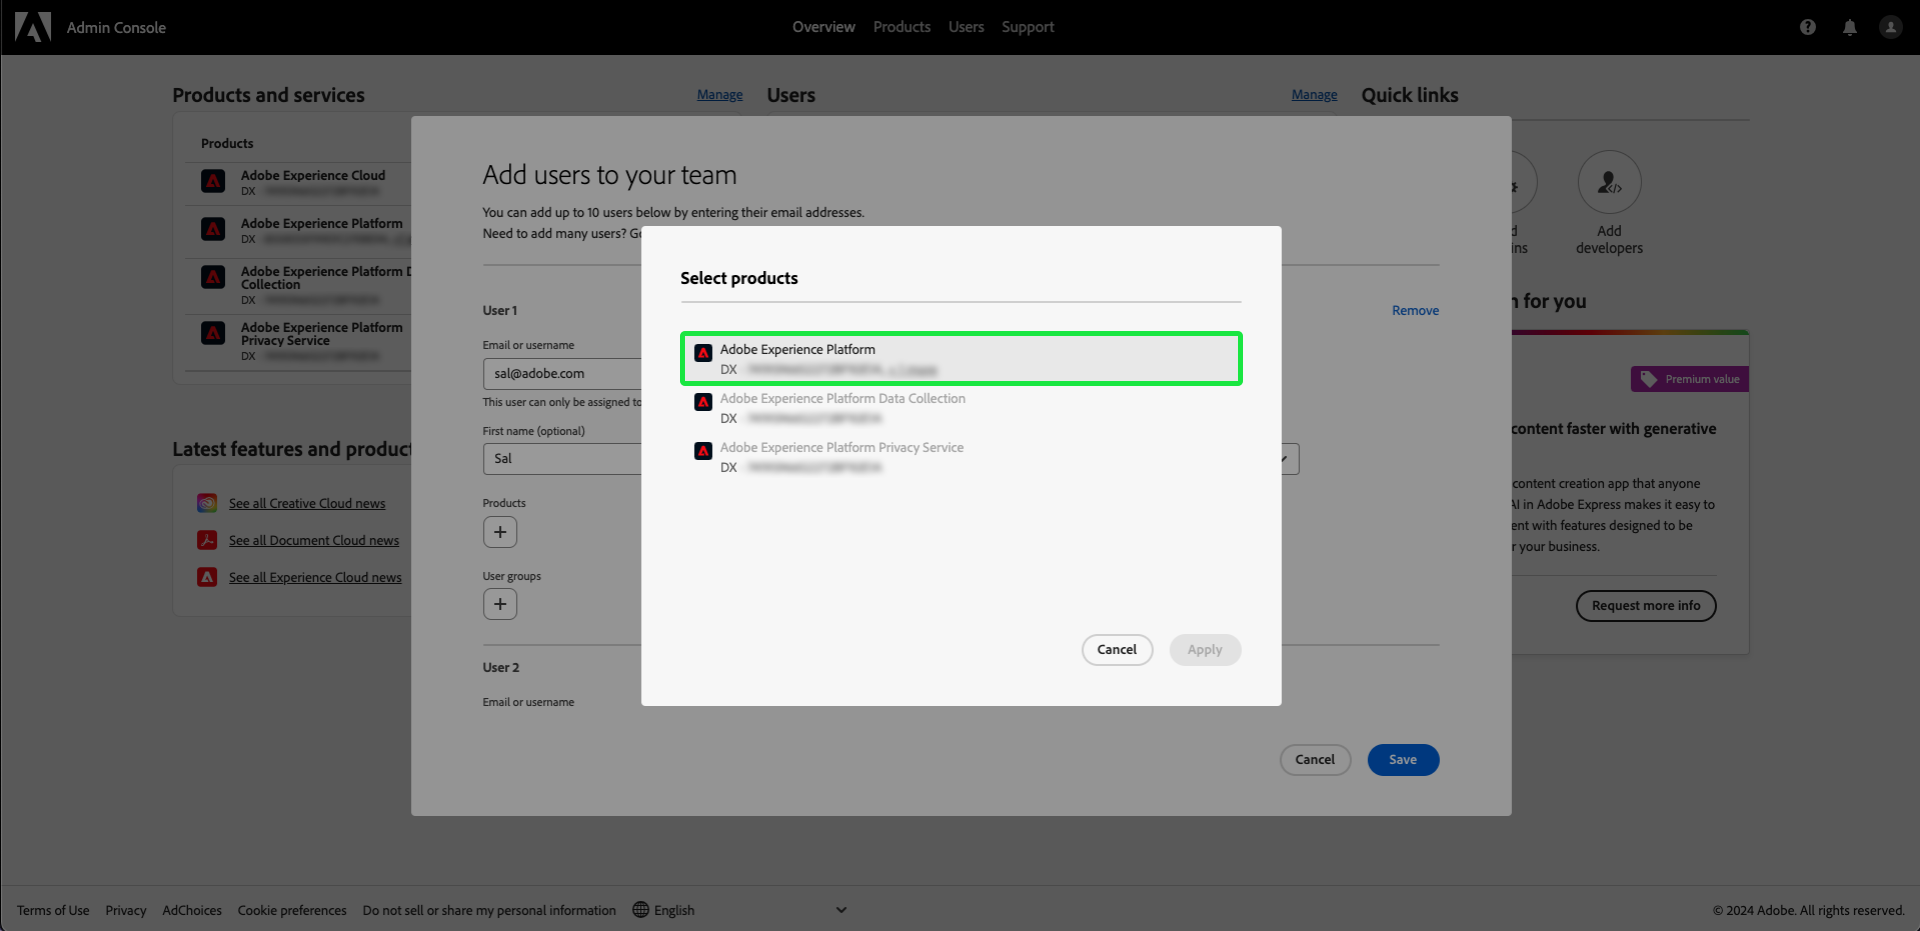 Admin Console
Overview Products Users Support
Products and services Manage
Products
Adobe Experience Cloud
DX
Adobe Experience Platform
DX
Adobe Experience Platform D
Collection
DX
Adobe Experience Platform
Privacy Service
DX
Latest features and product
See all Creative Cloud news
See all Document Cloud news
See all Experience Cloud news
Users Manage
Add users to your team
You can add up to 10 users below by entering their email addresses.
Need to add many users? Go
User 1 Remove
Email or username
sal@adobe.com
This user can only be assigned to
First name (optional)
Sal
Products
User groups
User 2
Email or username
Cancel Save
Select products
Adobe Experience Platform
DX
Adobe Experience Platform Data Collection
DX
Adobe Experience Platform Privacy Service
DX
Cancel Apply
Quick links
d
ins
Add
developers
n for you
Premium value
content faster with generative
content creation app that anyone
AI in Adobe Express makes it easy to
ent with features designed to be
r your business.
Request more info
Terms of Use Privacy AdChoices Cookie preferences Do not sell or share my personal information English
© 2024 Adobe. All rights reserved.